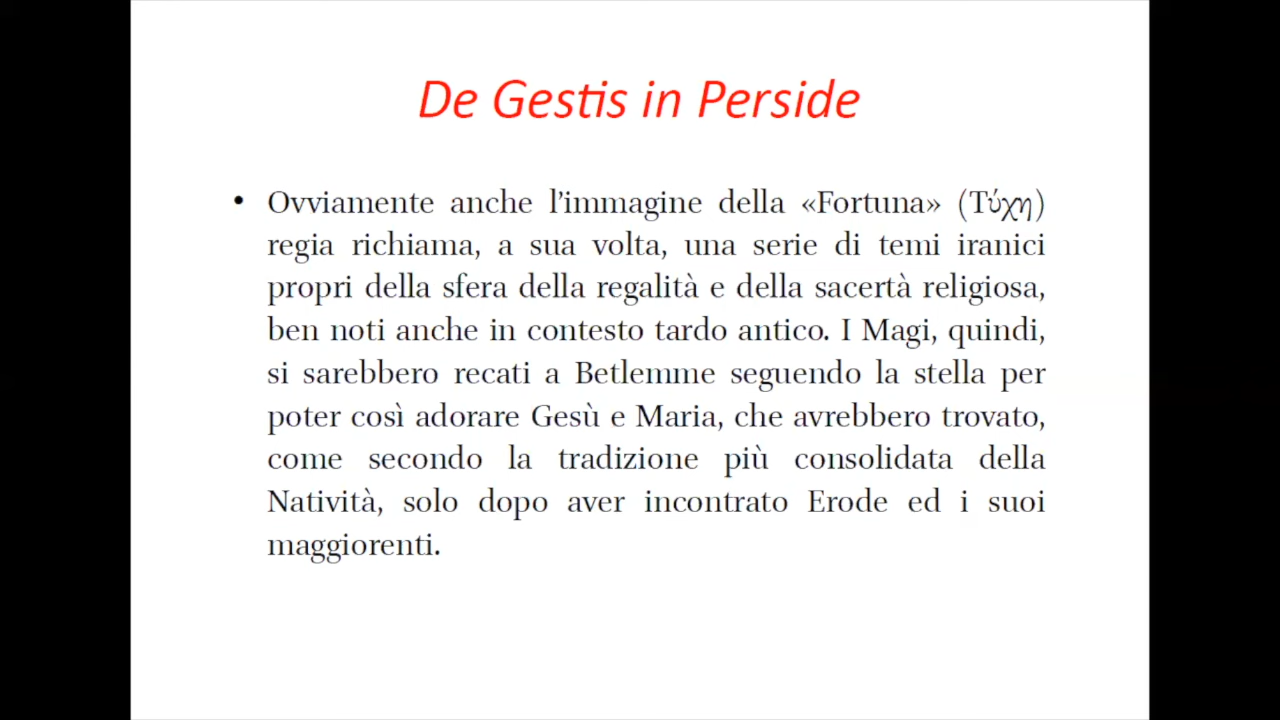 De Gestis in Perside
• Ovviamente anche l’immagine della «Fortuna» (Τύχη)
regia richiama, a sua volta, una serie di temi iranici
propri della sfera della regalità e della sacertà religiosa,
ben noti anche in contesto tardo antico. I Magi, quindi,
si sarebbero recati a Betlemme seguendo la stella per
poter così adorare Gesù e Maria, che avrebbero trovato,
come secondo la tradizione più consolidata della
Natività, solo dopo aver incontrato Erode ed i suoi
maggiorenti.